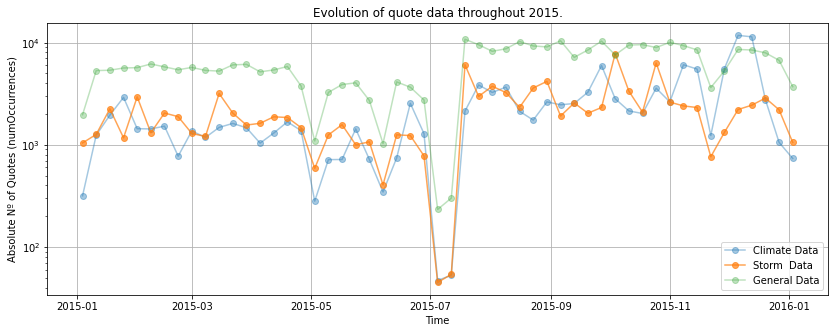 Evolution of quote data throughout 2015.
Absolute Nº of Quotes (numOccurrences)
10⁴
10³
10²
2015-01 2015-03 2015-05 2015-07 2015-09 2015-11 2016-01
Time
Climate Data
Storm  Data
General Data